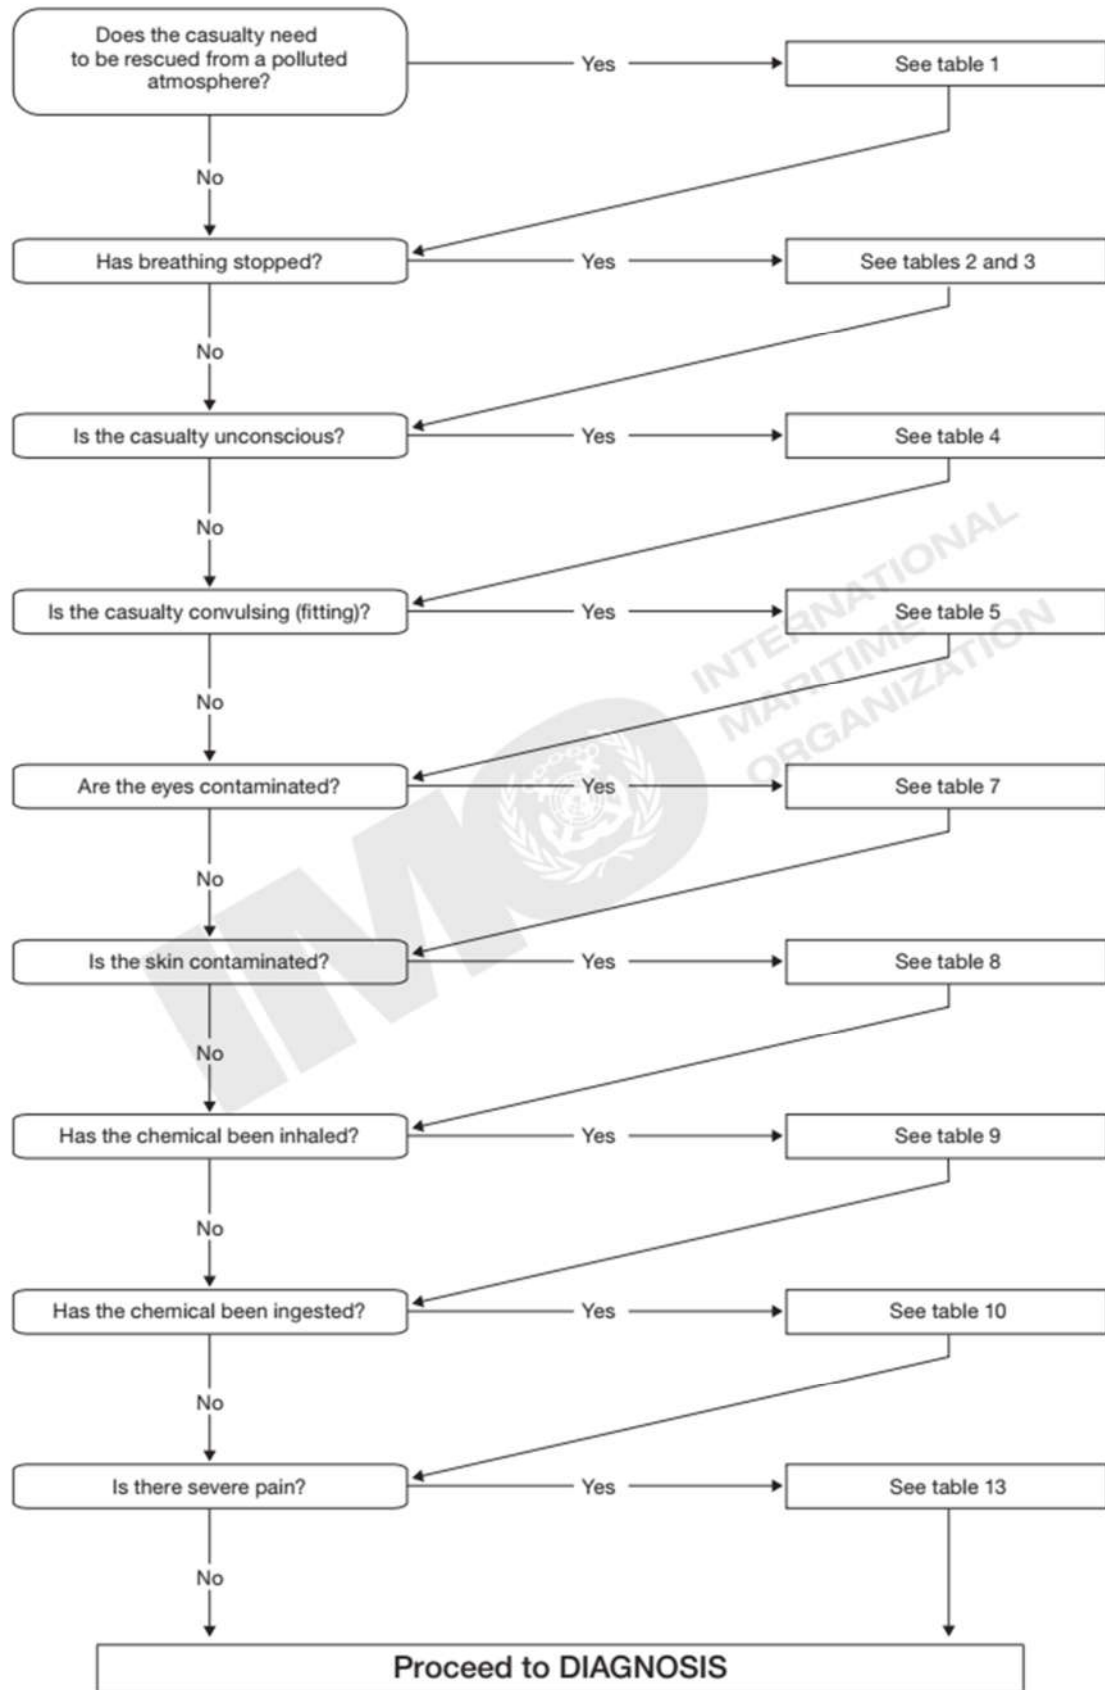 Does the casualty need
to be rescued from a polluted
atmosphere?
Yes
See table 1
No
Has breathing stopped?
Yes
See tables 2 and 3
No
Is the casualty unconscious?
Yes
See table 4
No
Is the casualty convulsing (fitting)?
Yes
See table 5
No
Are the eyes contaminated?
Yes
See table 7
No
Is the skin contaminated?
Yes
See table 8
No
Has the chemical been inhaled?
Yes
See table 9
No
Has the chemical been ingested?
Yes
See table 10
No
Is there severe pain?
Yes
See table 13
No
Proceed to DIAGNOSIS
IMO
INTERNATIONAL
MARITIME
ORGANIZATION